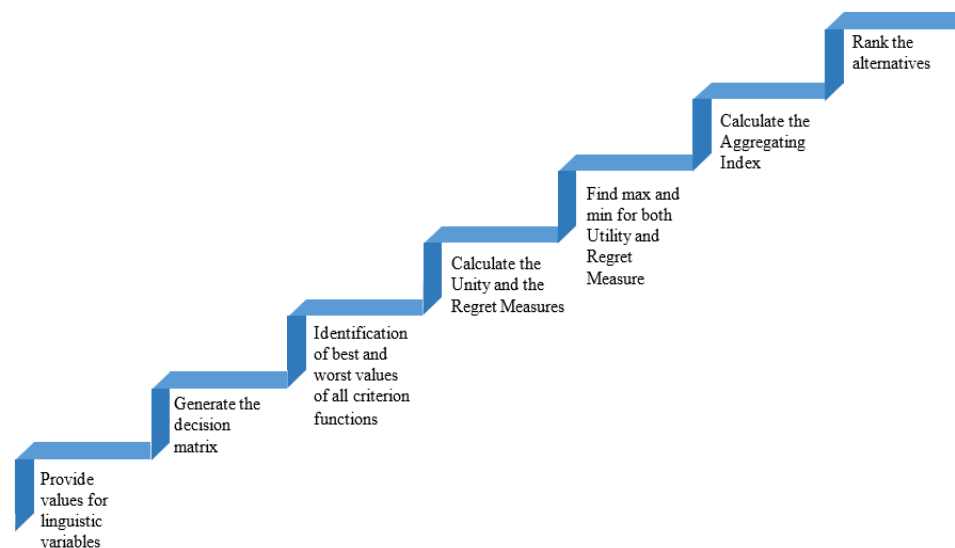 Provide
values for
linguistic
variables
Generate the
decision
matrix
Identification
of best and
worst values
of all criterion
functions
Calculate the
Unity and the
Regret Measures
Find max and
min for both
Utility and
Regret
Measure
Calculate the
Aggregating
Index
Rank the
alternatives